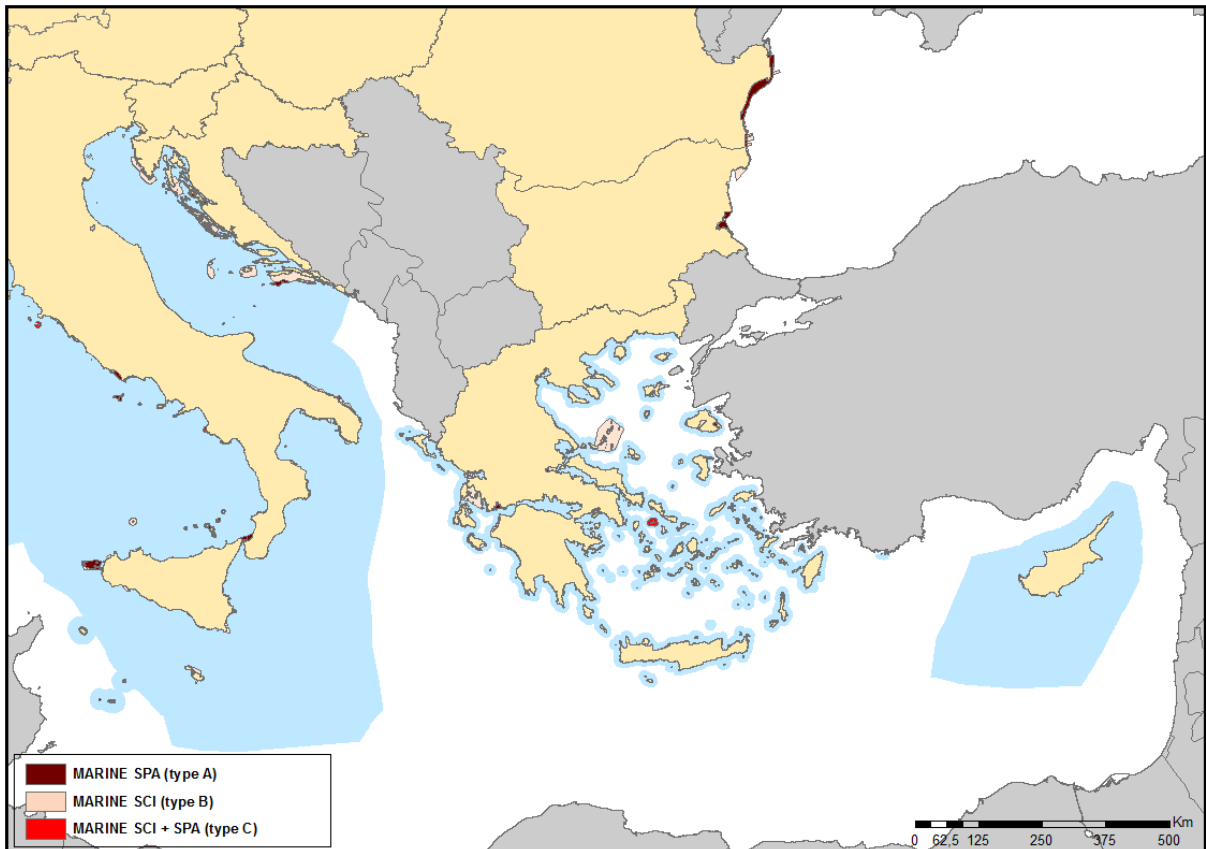 MARINE SPA (type A)
MARINE SCI (type B)
MARINE SCI + SPA (type C)
Km
0 62,5 125 250 375 500